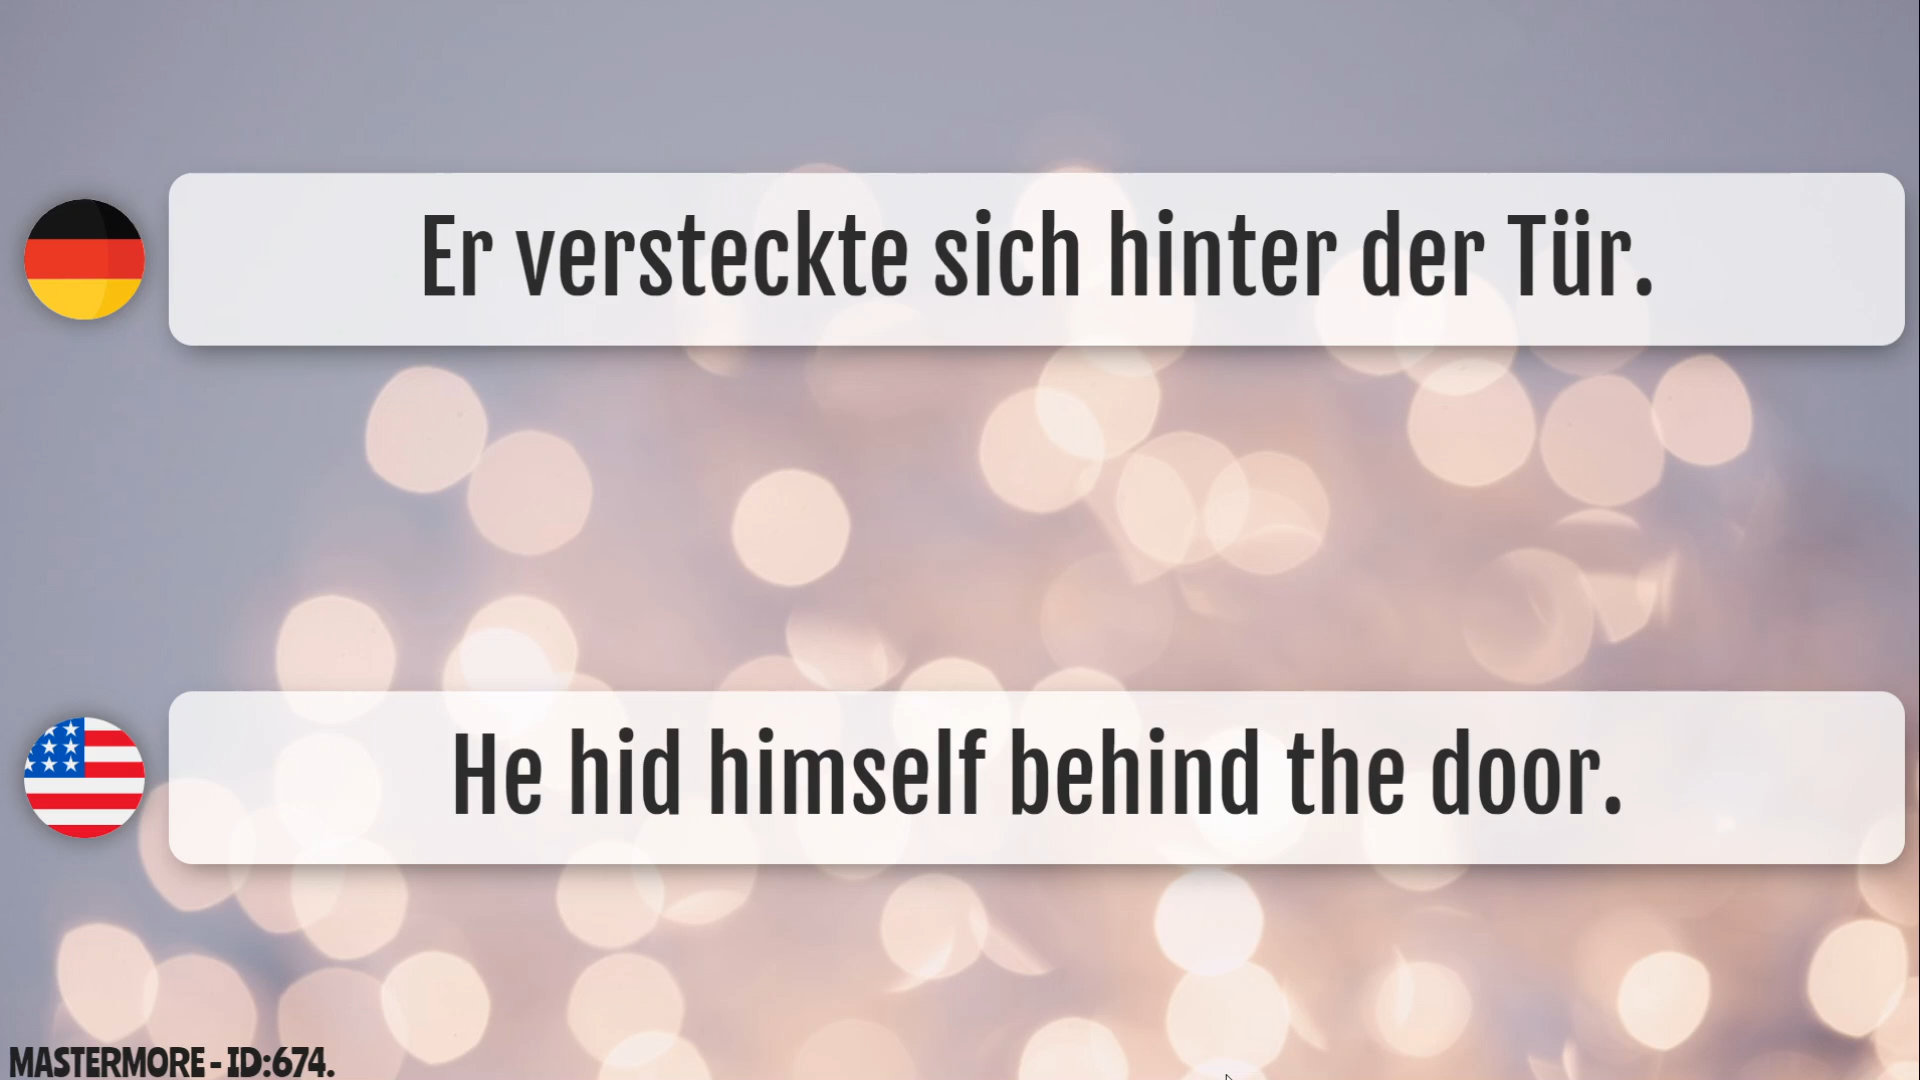 Er versteckte sich hinter der Tür.
He hid himself behind the door.
MASTERMORE - ID:674.